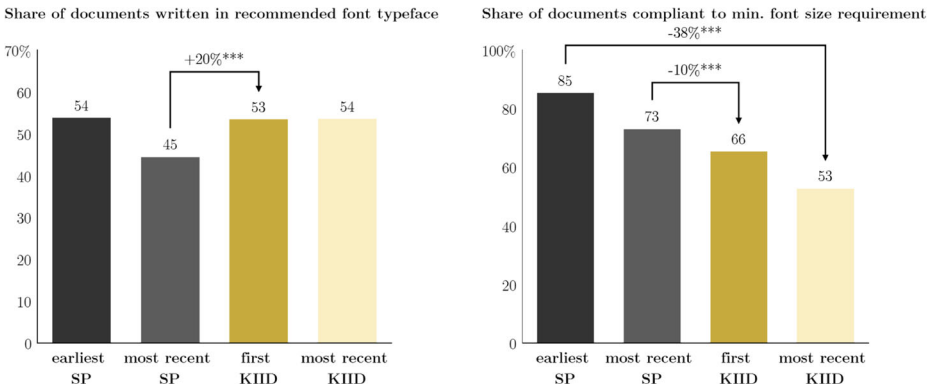 Share of documents written in recommended font typeface
70%
60
50
40
30
20
10
0
+20%***
54
45
53
54
earliest SP
most recent SP
first KIID
most recent KIID
Share of documents compliant to min. font size requirement
100%
80
60
40
20
0
-38%***
-10%***
85
73
66
53
earliest SP
most recent SP
first KIID
most recent KIID